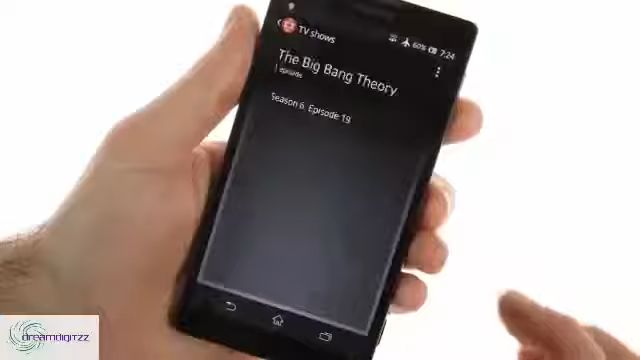 TV shows
60% 7:24
The Big Bang Theory
1 episode
Season 6, Episode 19
dreamdigitzz